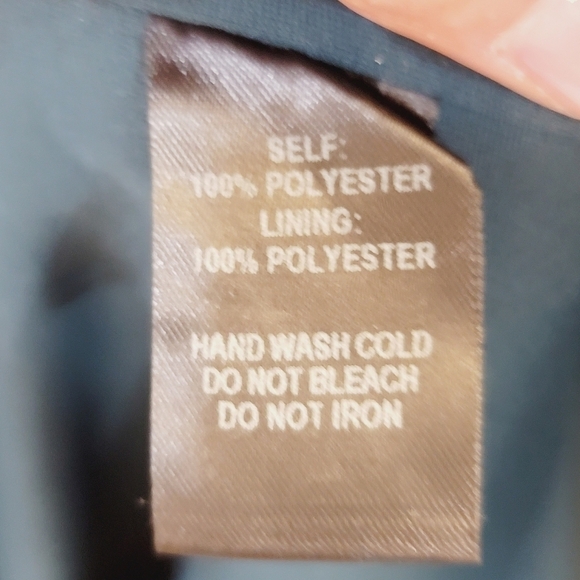 SELF:
100% POLYESTER
LINING:
100% POLYESTER
HAND WASH COLD
DO NOT BLEACH
DO NOT IRON